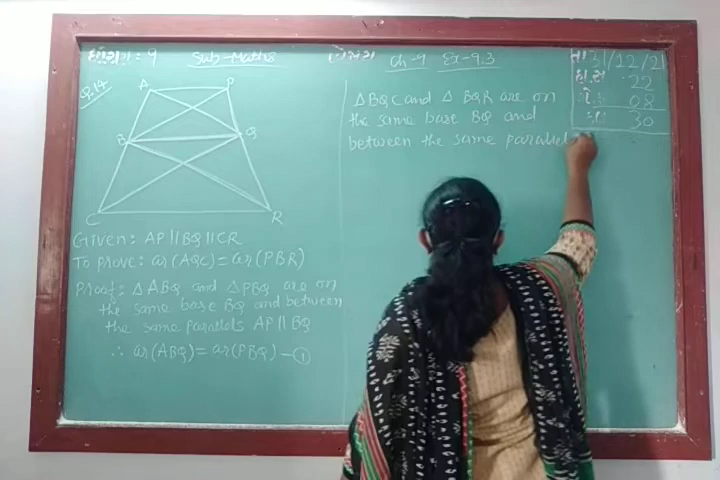 ધોરણ : 9 Sub-Maths વિષય Ch-9 Ex-9.3
તા 31/12/21
હા.સં 22
ગે.હા 08
કુલ 30
Q.14
A P
B Q
C R
Given: AP||BQ||CR
To prove: ar(AQC) = ar(PBR)
Proof: △ABQ and △PBQ are on
the same base BQ and between
the same parallels AP||BQ
∴ ar(ABQ) = ar(PBQ) —①
△BQC and △BQR are on
the same base BQ and
between the same parallel